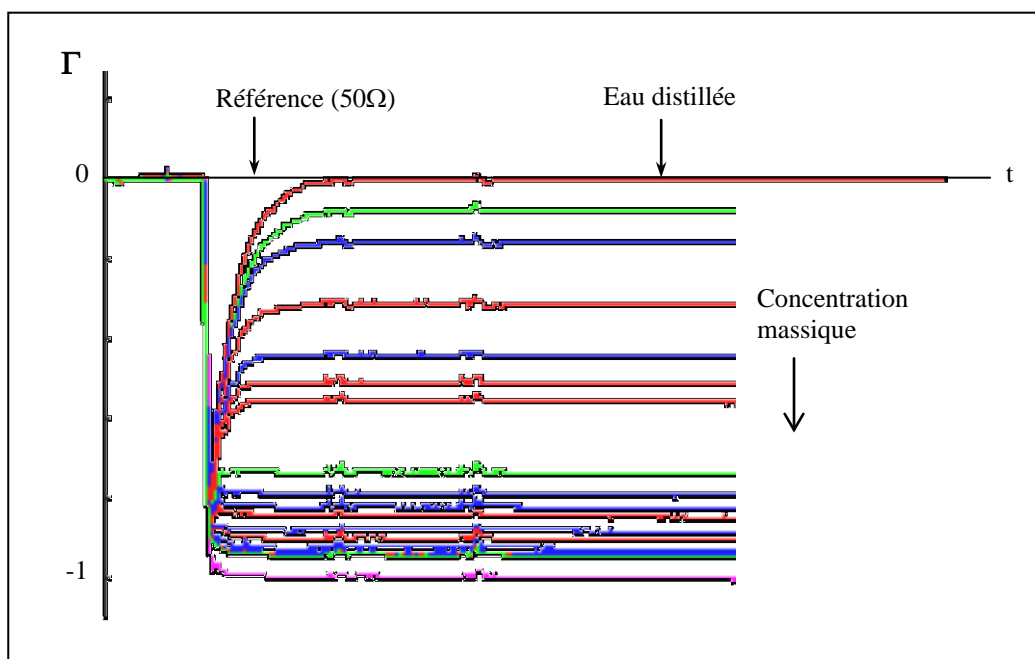 Γ
Référence (50Ω)
Eau distillée
0
t
Concentration
massique
-1